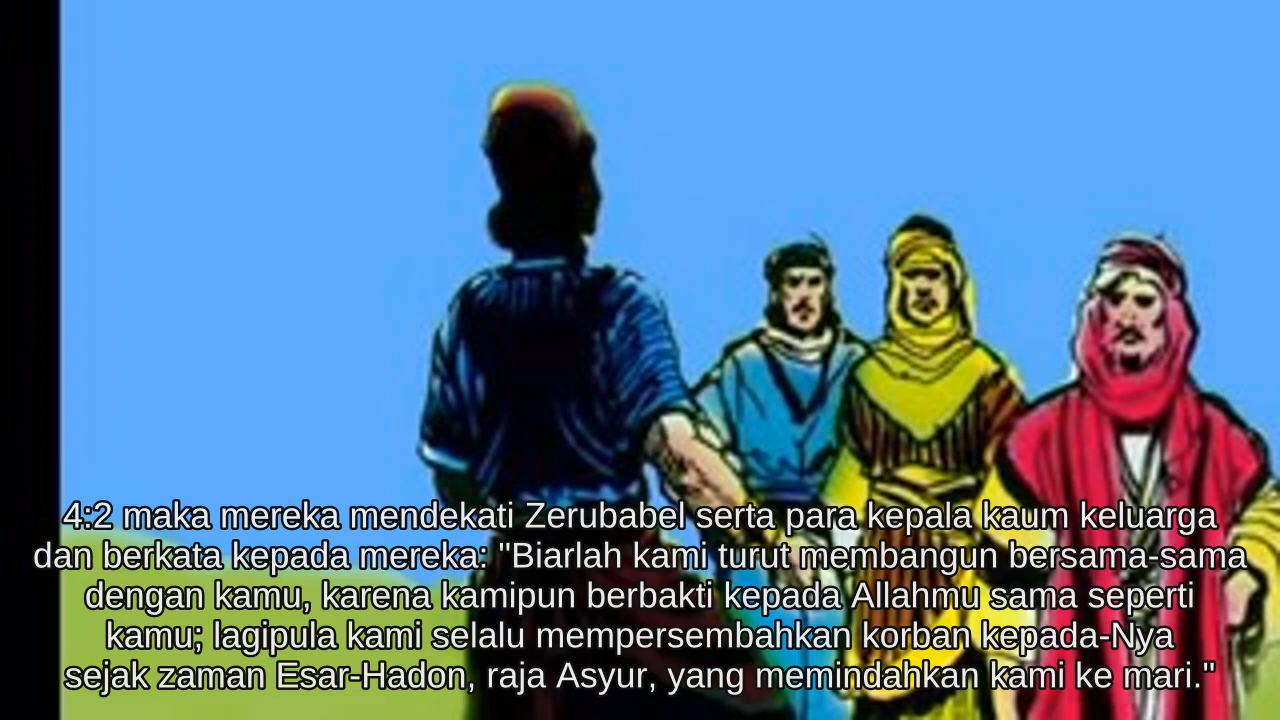 4:2 maka mereka mendekati Zerubabel serta para kepala kaum keluarga
dan berkata kepada mereka: "Biarlah kami turut membangun bersama-sama
dengan kamu, karena kamipun berbakti kepada Allahmu sama seperti
kamu; lagipula kami selalu mempersembahkan korban kepada-Nya
sejak zaman Esar-Hadon, raja Asyur, yang memindahkan kami ke mari."